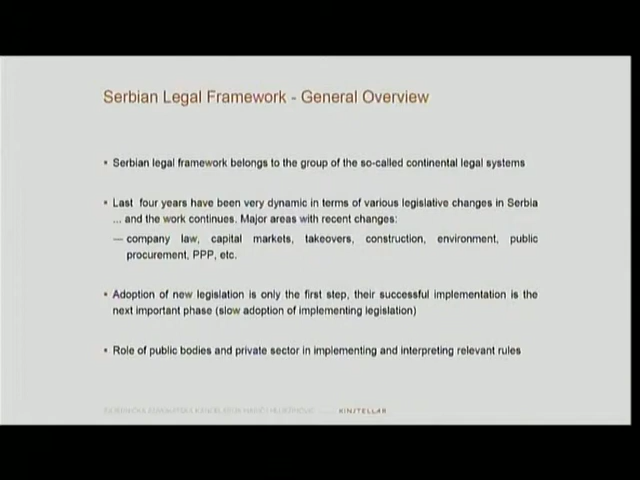 Serbian Legal Framework - General Overview
• Serbian legal framework belongs to the group of the so-called continental legal systems
• Last four years have been very dynamic in terms of various legislative changes in Serbia
... and the work continues. Major areas with recent changes:
— company law, capital markets, takeovers, construction, environment, public
procurement, PPP, etc.
• Adoption of new legislation is only the first step, their successful implementation is the
next important phase (slow adoption of implementing legislation)
• Role of public bodies and private sector in implementing and interpreting relevant rules
KINSTELLAR